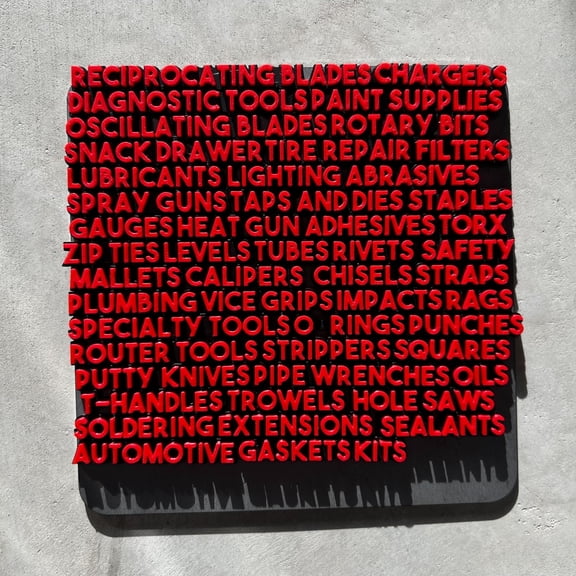 RECIPROCATING BLADES CHARGERS
DIAGNOSTIC TOOLS PAINT SUPPLIES
OSCILLATING BLADES ROTARY BITS
SNACK DRAWER TIRE REPAIR FILTERS
LUBRICANTS LIGHTING ABRASIVES
SPRAY GUNS TAPS AND DIES STAPLES
GAUGES HEAT GUN ADHESIVES TORX
ZIP TIES LEVELS TUBES RIVETS SAFETY
MALLETS CALIPERS CHISELS STRAPS
PLUMBING VICE GRIPS IMPACTS RAGS
SPECIALTY TOOLS O RINGS PUNCHES
ROUTER TOOLS STRIPPERS SQUARES
PUTTY KNIVES PIPE WRENCHES OILS
T-HANDLES TROWELS HOLE SAWS
SOLDERING EXTENSIONS SEALANTS
AUTOMOTIVE GASKETS KITS